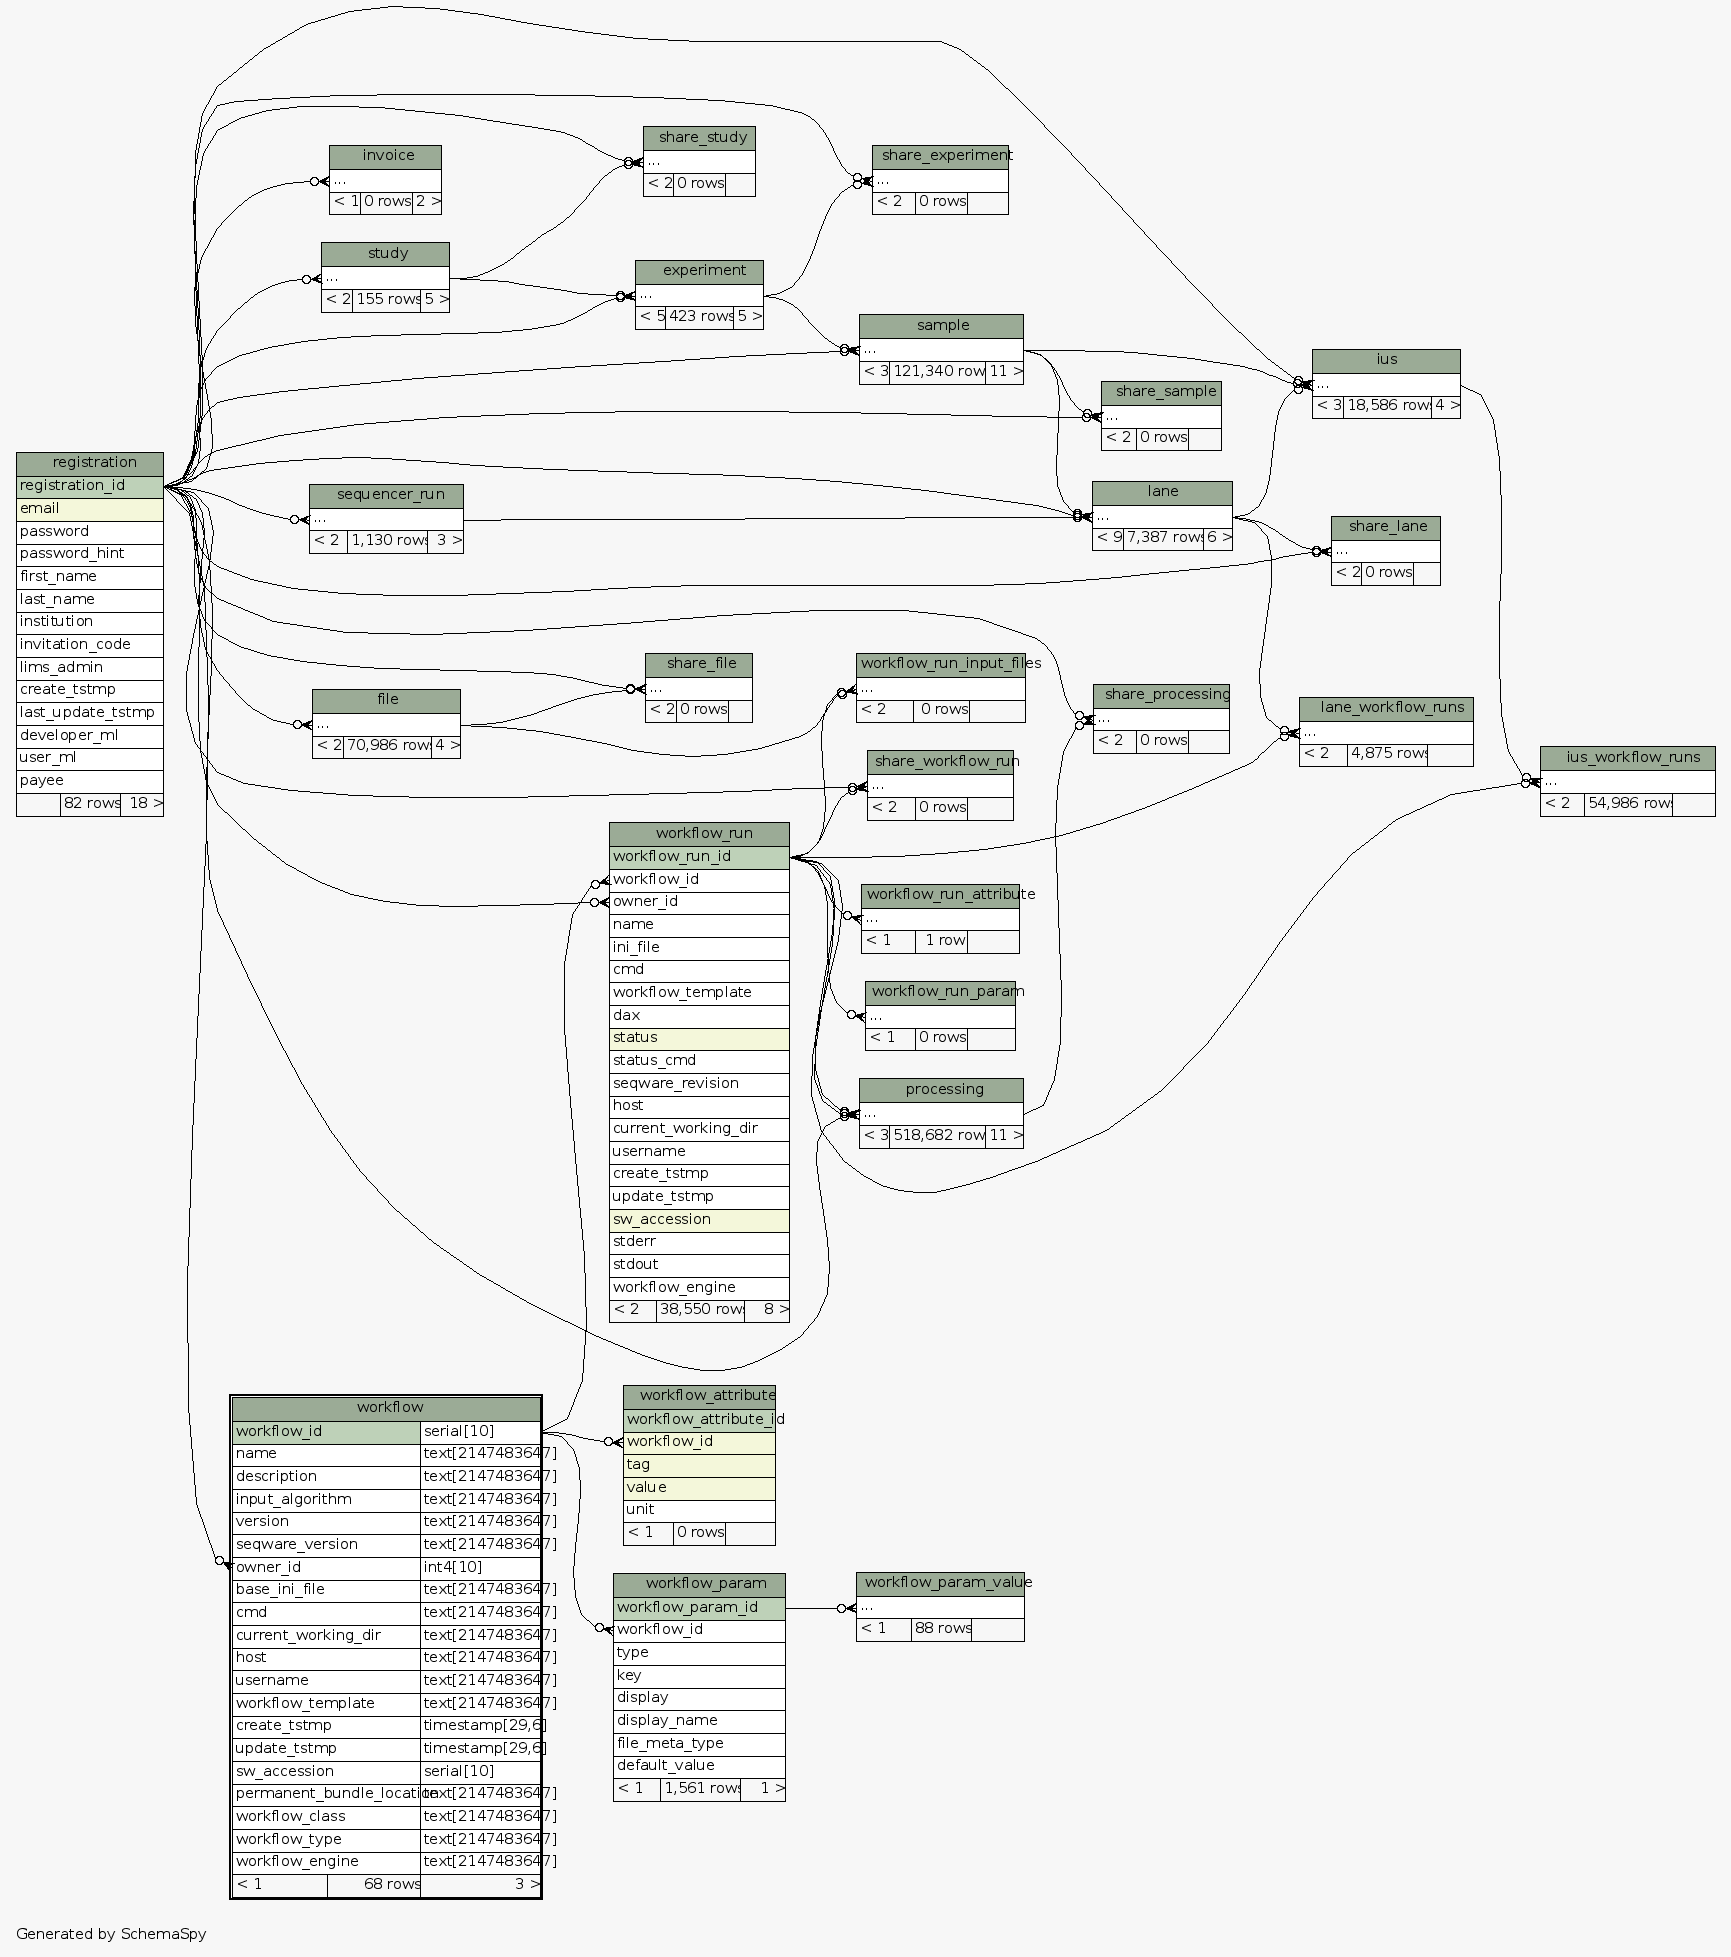 share_study
...
< 2 0 rows
invoice
...
< 1 0 rows 2 >
share_experiment
...
< 2 0 rows
study
...
< 2 155 rows 5 >
experiment
...
< 5 423 rows 5 >
sample
...
< 3 121,340 row 11 >
ius
...
< 3 18,586 rows 4 >
share_sample
...
< 2 0 rows
registration
registration_id
email
password
password_hint
first_name
last_name
institution
invitation_code
lims_admin
create_tstmp
last_update_tstmp
developer_ml
user_ml
payee
82 rows 18 >
sequencer_run
...
< 2 1,130 rows 3 >
lane
...
< 9 7,387 rows 6 >
share_lane
...
< 2 0 rows
file
...
< 2 70,986 rows 4 >
share_file
...
< 2 0 rows
workflow_run_input_files
...
< 2 0 rows
share_processing
...
< 2 0 rows
lane_workflow_runs
...
< 2 4,875 rows
ius_workflow_runs
...
< 2 54,986 rows
share_workflow_run
...
< 2 0 rows
workflow_run
workflow_run_id
workflow_id
owner_id
name
ini_file
cmd
workflow_template
dax
status
status_cmd
seqware_revision
host
current_working_dir
username
create_tstmp
update_tstmp
sw_accession
stderr
stdout
workflow_engine
< 2 38,550 rows 8 >
workflow_run_attribute
...
< 1 1 row
workflow_run_param
...
< 1 0 rows
processing
...
< 3 518,682 row 11 >
workflow
workflow_id serial[10]
name text[2147483647]
description text[2147483647]
input_algorithm text[2147483647]
version text[2147483647]
seqware_version text[2147483647]
owner_id int4[10]
base_ini_file text[2147483647]
cmd text[2147483647]
current_working_dir text[2147483647]
host text[2147483647]
username text[2147483647]
workflow_template text[2147483647]
create_tstmp timestamp[29,6]
update_tstmp timestamp[29,6]
sw_accession serial[10]
permanent_bundle_location text[2147483647]
workflow_class text[2147483647]
workflow_type text[2147483647]
workflow_engine text[2147483647]
< 1 68 rows 3 >
workflow_attribute
workflow_attribute_id
workflow_id
tag
value
unit
< 1 0 rows
workflow_param
workflow_param_id
workflow_id
type
key
display
display_name
file_meta_type
default_value
< 1 1,561 rows 1 >
workflow_param_value
...
< 1 88 rows
Generated by SchemaSpy